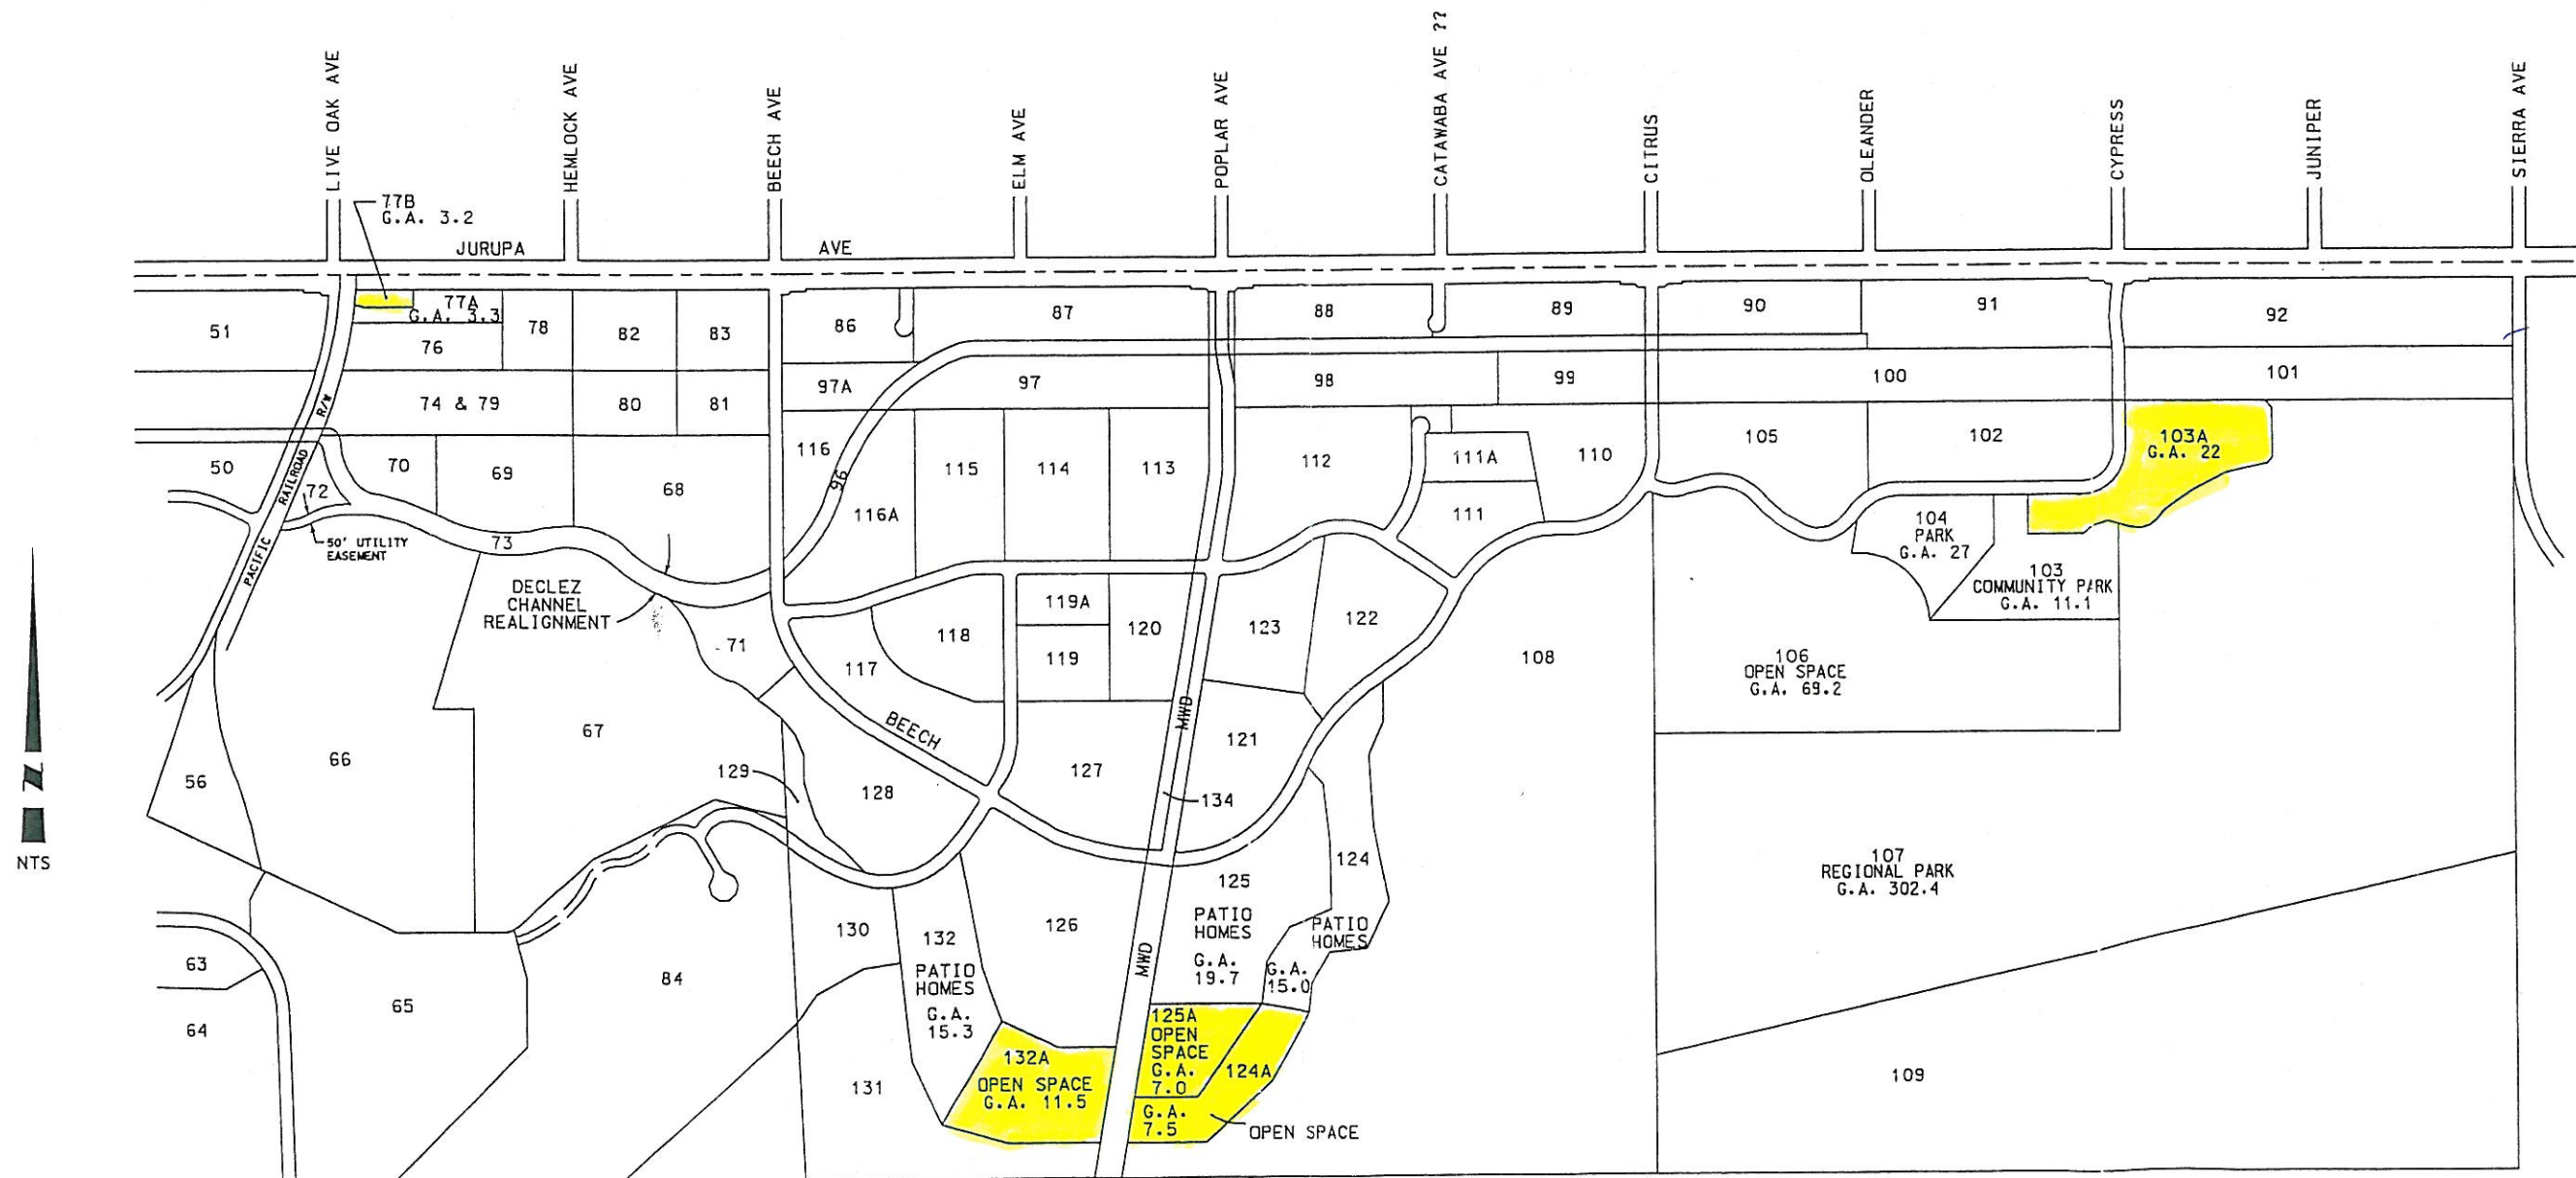 LIVE OAK AVE
HEMLOCK AVE
BEECH AVE
ELM AVE
POPLAR AVE
CATAWABA AVE ??
CITRUS
OLEANDER
CYPRESS
JUNIPER
SIERRA AVE
77B
G.A. 3.2
JURUPA
AVE
51
77A
G.A. 3.3
76
78
82
83
86
87
88
89
90
91
92
74 & 79
80
81
97A
97
98
99
100
101
R/W
RAILROAD
PACIFIC
50
72
70
69
68
116
96
116A
115
114
113
112
111A
111
110
105
102
103A
G.A. 22
50' UTILITY
EASEMENT
73
DECLEZ
CHANNEL
REALIGNMENT
104
PARK
G.A. 27
103
COMMUNITY PARK
G.A. 11.1
71
117
118
119A
119
120
123
122
108
106
OPEN SPACE
G.A. 69.2
56
66
67
129
BEECH
128
127
MWD
121
134
N
NTS
124
107
REGIONAL PARK
G.A. 302.4
63
64
65
84
130
132
PATIO
HOMES
G.A.
15.3
126
MWD
125
PATIO
HOMES
G.A.
19.7
PATIO
HOMES
G.A.
15.0
131
132A
OPEN SPACE
G.A. 11.5
125A
OPEN
SPACE
G.A.
7.0
124A
G.A.
7.5
OPEN SPACE
109